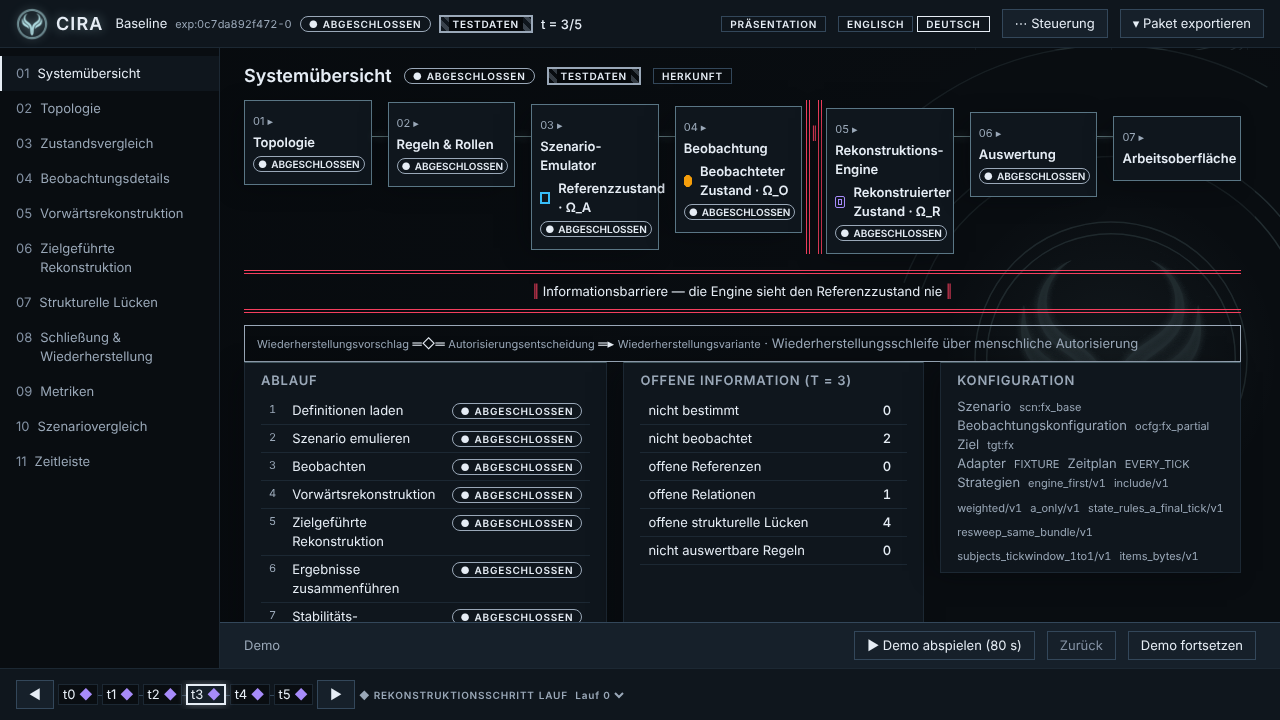 CIRA Baseline exp:0c7da892f472-0 ABGESCHLOSSEN TESTDATEN t = 3/5 PRÄSENTATION ENGLISCH DEUTSCH ··· Steuerung ▾ Paket exportieren
01 Systemübersicht
02 Topologie
03 Zustandsvergleich
04 Beobachtungsdetails
05 Vorwärtsrekonstruktion
06 Zielgeführte
Rekonstruktion
07 Strukturelle Lücken
08 Schließung &
Wiederherstellung
09 Metriken
10 Szenariovergleich
11 Zeitleiste
Systemübersicht ABGESCHLOSSEN TESTDATEN HERKUNFT
01 ▸
Topologie
ABGESCHLOSSEN
02 ▸
Regeln & Rollen
ABGESCHLOSSEN
03 ▸
Szenario-
Emulator
Referenzzustand
· Ω_A
ABGESCHLOSSEN
04 ▸
Beobachtung
Beobachteter
Zustand · Ω_O
ABGESCHLOSSEN
05 ▸
Rekonstruktions-
Engine
Rekonstruierter
Zustand · Ω_R
ABGESCHLOSSEN
06 ▸
Auswertung
ABGESCHLOSSEN
07 ▸
Arbeitsoberfläche
Informationsbarriere — die Engine sieht den Referenzzustand nie
Wiederherstellungsvorschlag ═◇═ Autorisierungsentscheidung ═▸ Wiederherstellungsvariante · Wiederherstellungsschleife über menschliche Autorisierung
ABLAUF
1 Definitionen laden ABGESCHLOSSEN
2 Szenario emulieren ABGESCHLOSSEN
3 Beobachten ABGESCHLOSSEN
4 Vorwärtsrekonstruktion ABGESCHLOSSEN
5 Zielgeführte ABGESCHLOSSEN
Rekonstruktion
6 Ergebnisse ABGESCHLOSSEN
zusammenführen
7 Stabilitäts- ABGESCHLOSSEN
OFFENE INFORMATION (T = 3)
nicht bestimmt 0
nicht beobachtet 2
offene Referenzen 0
offene Relationen 1
offene strukturelle Lücken 4
nicht auswertbare Regeln 0
KONFIGURATION
Szenario scn:fx_base
Beobachtungskonfiguration ocfg:fx_partial
Ziel tgt:fx
Adapter FIXTURE Zeitplan EVERY_TICK
Strategien engine_first/v1 include/v1
weighted/v1 a_only/v1 state_rules_a_final_tick/v1
resweep_same_bundle/v1
subjects_tickwindow_1to1/v1 items_bytes/v1
Demo ▶ Demo abspielen (80 s) Zurück Demo fortsetzen
◀ t0 ◆ t1 ◆ t2 ◆ t3 ◆ t4 ◆ t5 ◆ ▶ ◆ REKONSTRUKTIONSSCHRITT LAUF Lauf 0